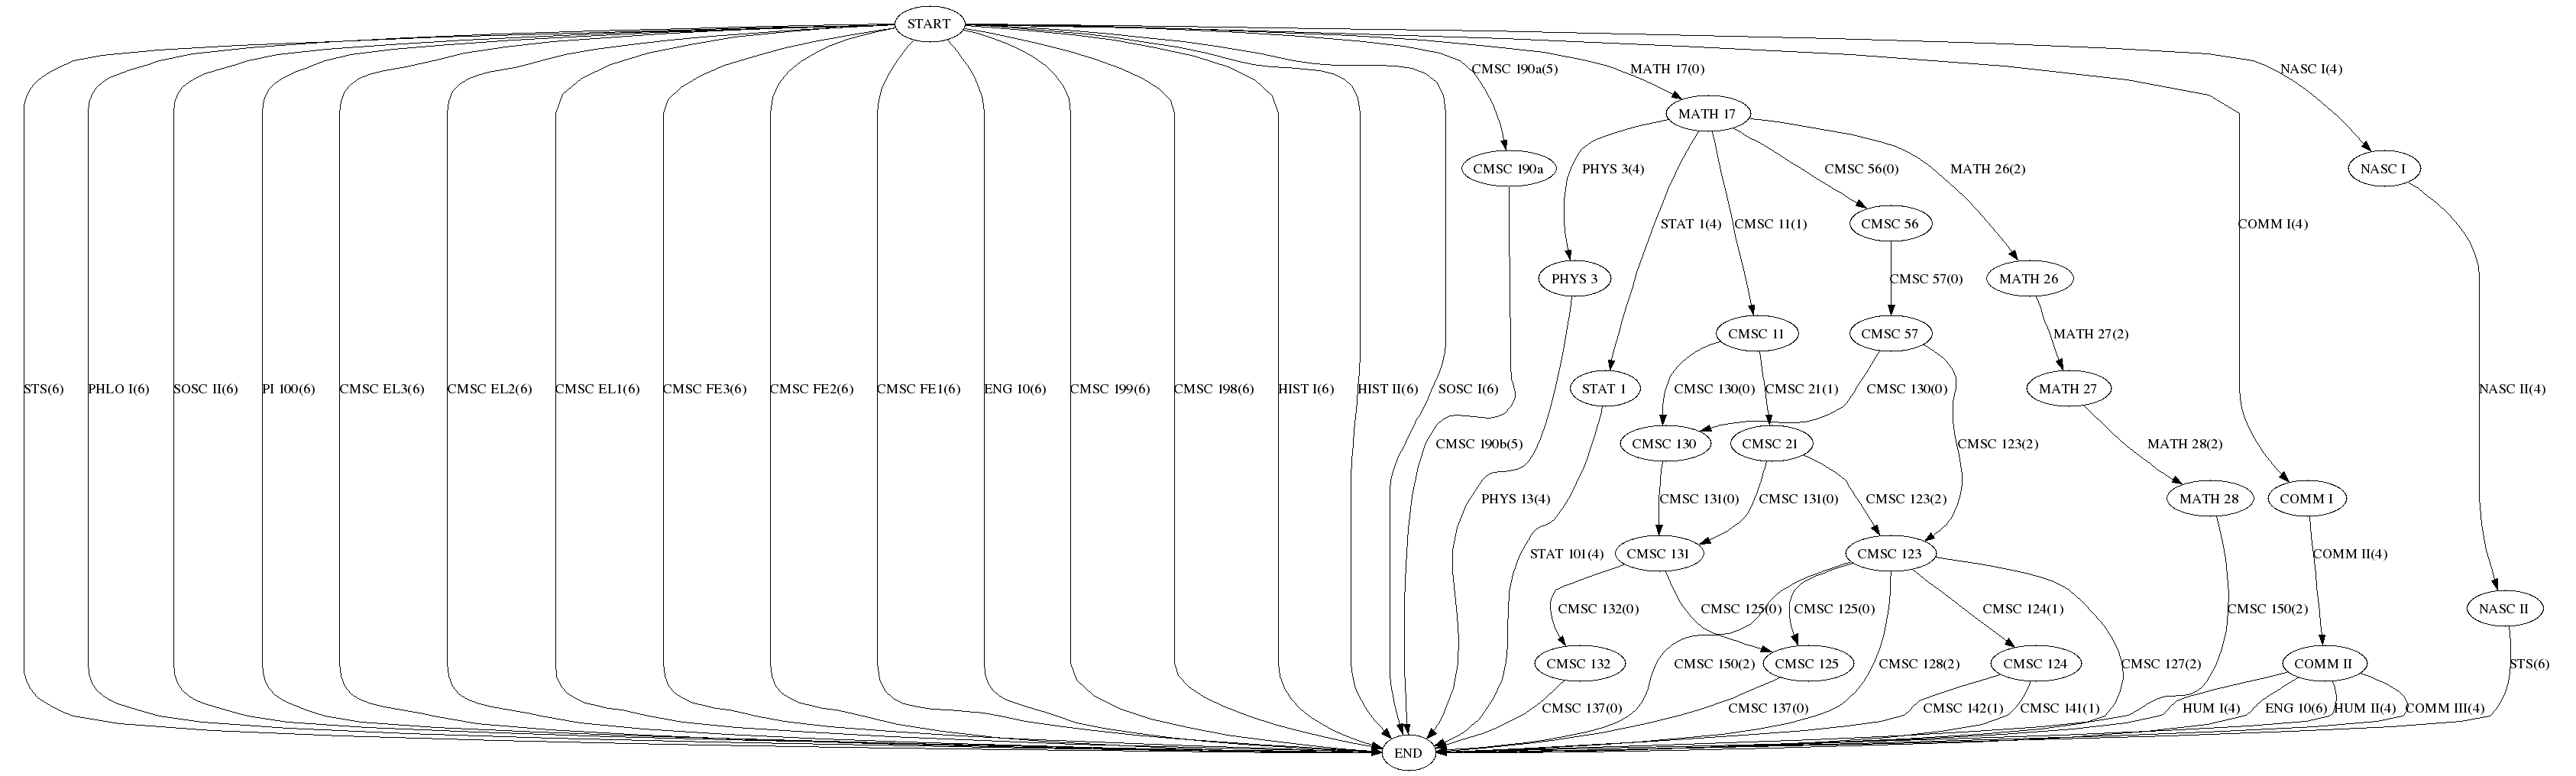 START
CMSC 190a(5)
MATH 17(0)
NASC I(4)
MATH 17
CMSC 190a
PHYS 3(4)
CMSC 56(0)
MATH 26(2)
NASC I
STAT 1(4)
CMSC 11(1)
CMSC 56
COMM I(4)
PHYS 3
CMSC 57(0)
MATH 26
CMSC 11
CMSC 57
MATH 27(2)
STS(6)
PHLO I(6)
SOSC II(6)
PI 100(6)
CMSC EL3(6)
CMSC EL2(6)
CMSC EL1(6)
CMSC FE3(6)
CMSC FE2(6)
CMSC FE1(6)
ENG 10(6)
CMSC 199(6)
CMSC 198(6)
HIST I(6)
HIST II(6)
SOSC I(6)
STAT 1
CMSC 130(0)
CMSC 21(1)
CMSC 130(0)
MATH 27
NASC II(4)
CMSC 190b(5)
CMSC 130
CMSC 21
CMSC 123(2)
MATH 28(2)
PHYS 13(4)
CMSC 131(0)
CMSC 131(0)
CMSC 123(2)
MATH 28
COMM I
STAT 101(4)
CMSC 131
CMSC 123
COMM II(4)
CMSC 132(0)
CMSC 125(0)
CMSC 125(0)
CMSC 124(1)
CMSC 150(2)
NASC II
CMSC 132
CMSC 150(2)
CMSC 125
CMSC 128(2)
CMSC 124
CMSC 127(2)
COMM II
STS(6)
CMSC 137(0)
CMSC 137(0)
CMSC 142(1)
CMSC 141(1)
HUM I(4)
ENG 10(6)
HUM II(4)
COMM III(4)
END